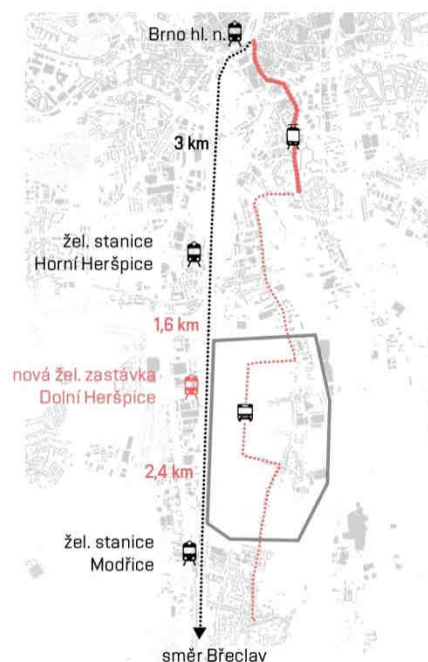 Brno hl. n.
3 km
žel. stanice
Horní Heršpice
1,6 km
nová žel. zastávka
Dolní Heršpice
2,4 km
žel. stanice
Modřice
směr Břeclav